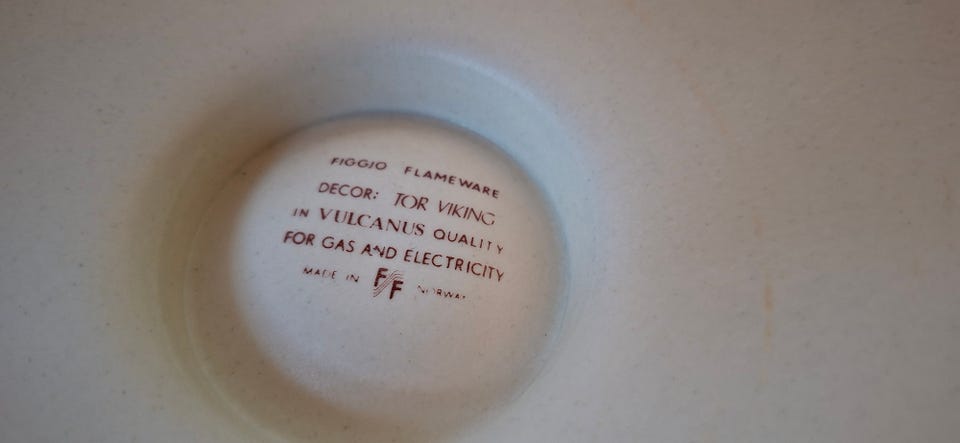 FIGGJO FLAMEWARE
DECOR: TOR VIKING
IN VULCANUS QUALITY
FOR GAS AND ELECTRICITY
MADE IN FF NORWAY